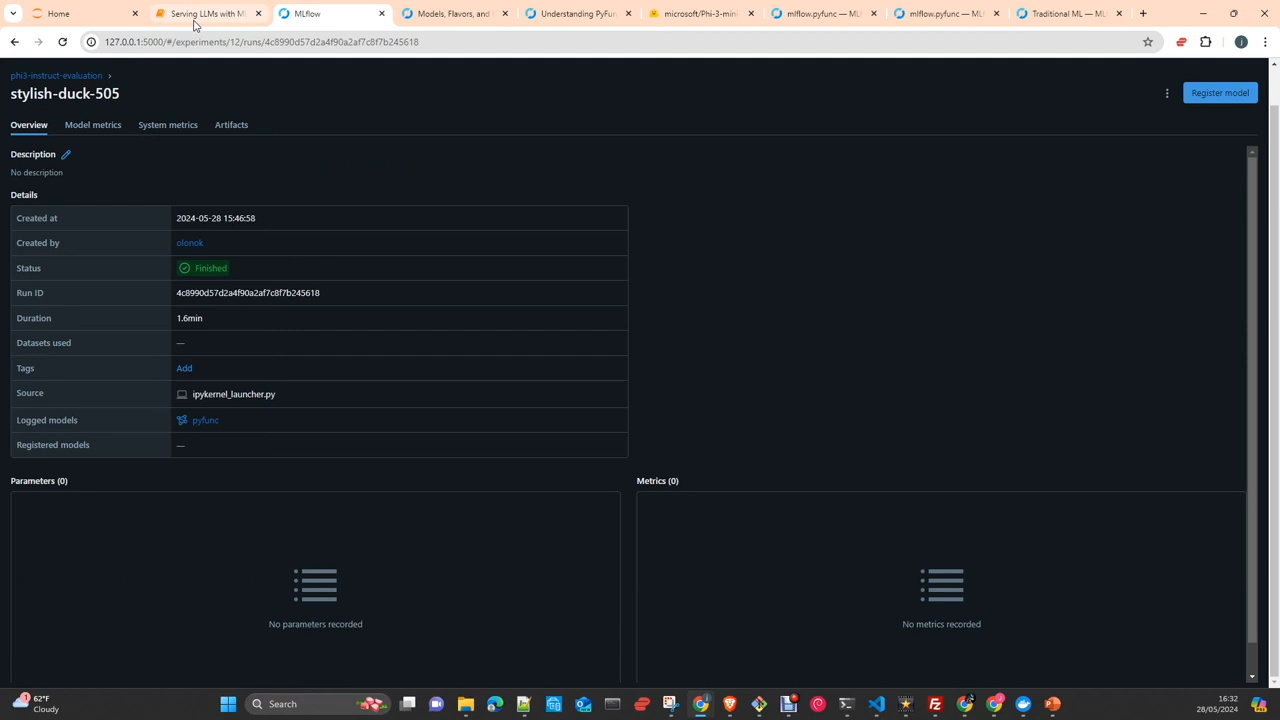 Home
Serving LLMs with ML
MLflow
Models, Flavors, and
Understanding PyFun
microsoft/Phi-3-mini
mlflow.pyfunc — ML
mlflow.pyfunc — ML
Traditional ML — ML
127.0.0.1:5000/#/experiments/12/runs/4c8990d57d2a4f90a2af7c8f7b245618
phi3-instruct-evaluation
stylish-duck-505
Register model
Overview Model metrics System metrics Artifacts
Description
No description
Details
Created at 2024-05-28 15:46:58
Created by olonok
Status Finished
Run ID 4c8990d57d2a4f90a2af7c8f7b245618
Duration 1.6min
Datasets used —
Tags Add
Source ipykernel_launcher.py
Logged models pyfunc
Registered models —
Parameters (0) Metrics (0)
No parameters recorded No metrics recorded
1
62°F
Cloudy
Search
16:32
28/05/2024